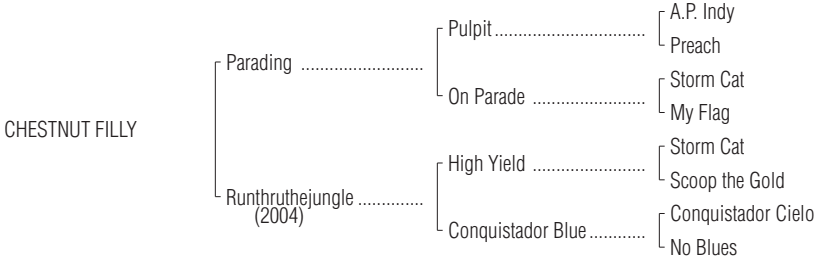 A.P. Indy
Pulpit..............................
Preach
Parading ........................
Storm Cat
On Parade .......................
My Flag
CHESTNUT FILLY
Storm Cat
High Yield .......................
Scoop the Gold
Runthruthejungle .............
(2004)
Conquistador Cielo
Conquistador Blue...........
No Blues